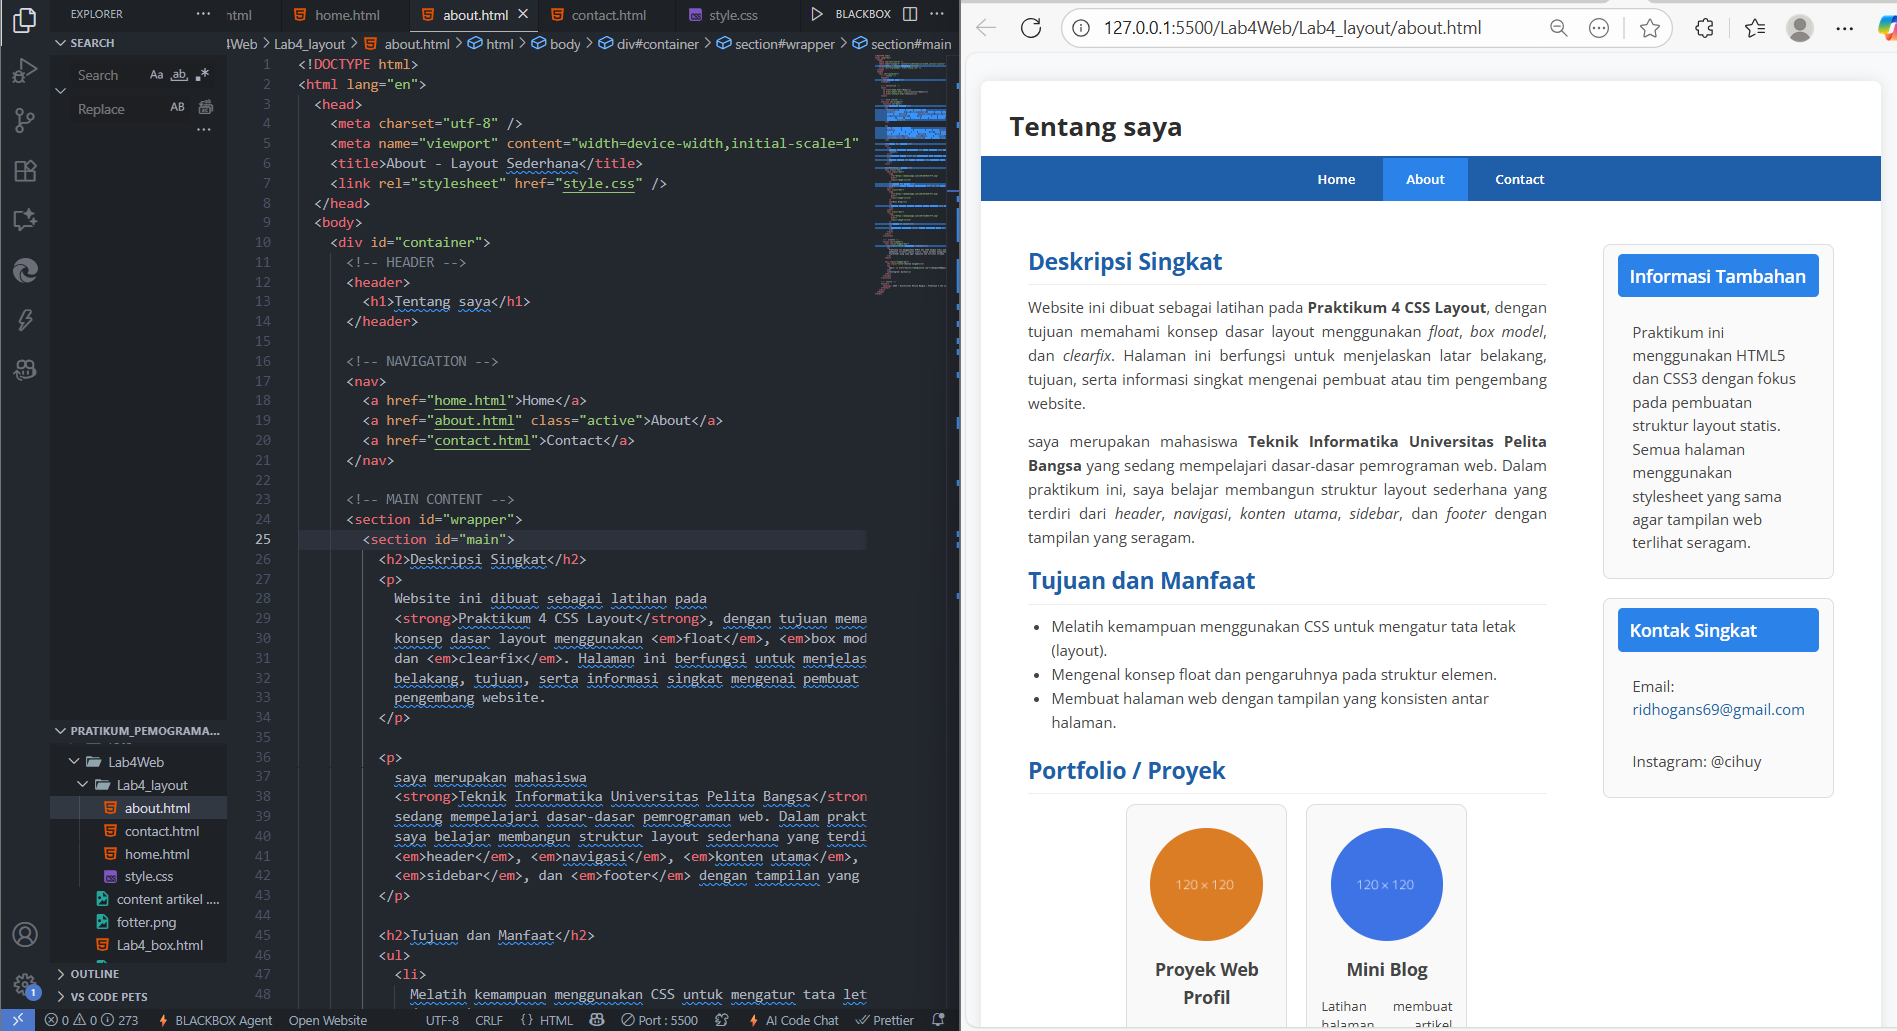 EXPLORER
SEARCH
Search
Aa ab, .*
Replace
AB
PRATIKUM_PEMOGRAMA...
Lab4Web
Lab4_layout
about.html
contact.html
home.html
style.css
content artikel ....
fotter.png
Lab4_box.html
OUTLINE
VS CODE PETS
home.html
about.html
contact.html
style.css
BLACKBOX
4Web > Lab4_layout > about.html > html > body > div#container > section#wrapper > section#main
1 <!DOCTYPE html>
2 <html lang="en">
3 <head>
4 <meta charset="utf-8" />
5 <meta name="viewport" content="width=device-width,initial-scale=1"
6 <title>About - Layout Sederhana</title>
7 <link rel="stylesheet" href="style.css" />
8 </head>
9 <body>
10 <div id="container">
11 <!-- HEADER -->
12 <header>
13 <h1>Tentang saya</h1>
14 </header>
15
16 <!-- NAVIGATION -->
17 <nav>
18 <a href="home.html">Home</a>
19 <a href="about.html" class="active">About</a>
20 <a href="contact.html">Contact</a>
21 </nav>
22
23 <!-- MAIN CONTENT -->
24 <section id="wrapper">
25 <section id="main">
26 <h2>Deskripsi Singkat</h2>
27 <p>
28 Website ini dibuat sebagai latihan pada
29 <strong>Praktikum 4 CSS Layout</strong>, dengan tujuan mema
30 konsep dasar layout menggunakan <em>float</em>, <em>box mod
31 dan <em>clearfix</em>. Halaman ini berfungsi untuk menjelas
32 belakang, tujuan, serta informasi singkat mengenai pembuat
33 pengembang website.
34 </p>
35
36 <p>
37 saya merupakan mahasiswa
38 <strong>Teknik Informatika Universitas Pelita Bangsa</stron
39 sedang mempelajari dasar-dasar pemrograman web. Dalam prakt
40 saya belajar membangun struktur layout sederhana yang terdi
41 <em>header</em>, <em>navigasi</em>, <em>konten utama</em>,
42 <em>sidebar</em>, dan <em>footer</em> dengan tampilan yang
43 </p>
44
45 <h2>Tujuan dan Manfaat</h2>
46 <ul>
47 <li>
48 Melatih kemampuan menggunakan CSS untuk mengatur tata let
1
0 0 273
BLACKBOX Agent
Open Website
UTF-8
CRLF
{} HTML
Port : 5500
AI Code Chat
Prettier
127.0.0.1:5500/Lab4Web/Lab4_layout/about.html
Tentang saya
Home
About
Contact
Deskripsi Singkat
Website ini dibuat sebagai latihan pada Praktikum 4 CSS Layout, dengan
tujuan memahami konsep dasar layout menggunakan float, box model,
dan clearfix. Halaman ini berfungsi untuk menjelaskan latar belakang,
tujuan, serta informasi singkat mengenai pembuat atau tim pengembang
website.
saya merupakan mahasiswa Teknik Informatika Universitas Pelita
Bangsa yang sedang mempelajari dasar-dasar pemrograman web. Dalam
praktikum ini, saya belajar membangun struktur layout sederhana yang
terdiri dari header, navigasi, konten utama, sidebar, dan footer dengan
tampilan yang seragam.
Tujuan dan Manfaat
• Melatih kemampuan menggunakan CSS untuk mengatur tata letak
(layout).
• Mengenal konsep float dan pengaruhnya pada struktur elemen.
• Membuat halaman web dengan tampilan yang konsisten antar
halaman.
Portfolio / Proyek
120 × 120
Proyek Web
Profil
120 × 120
Mini Blog
Latihan membuat
halaman artikel
Informasi Tambahan
Praktikum ini
menggunakan HTML5
dan CSS3 dengan fokus
pada pembuatan
struktur layout statis.
Semua halaman
menggunakan
stylesheet yang sama
agar tampilan web
terlihat seragam.
Kontak Singkat
Email:
ridhogans69@gmail.com
Instagram: @cihuy